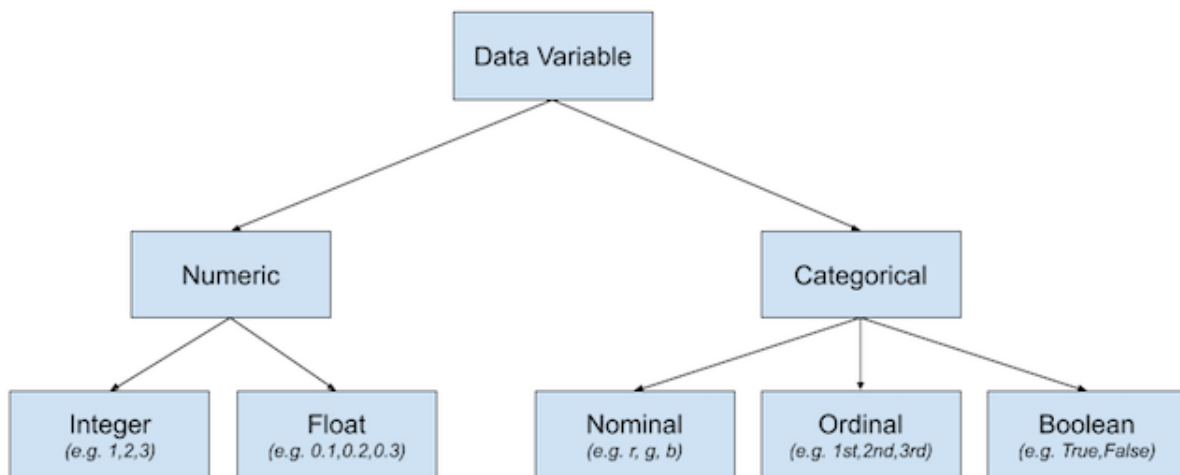 Data Variable
Numeric
Categorical
Integer
(e.g. 1,2,3)
Float
(e.g. 0.1,0.2,0.3)
Nominal
(e.g. r, g, b)
Ordinal
(e.g. 1st,2nd,3rd)
Boolean
(e.g. True,False)